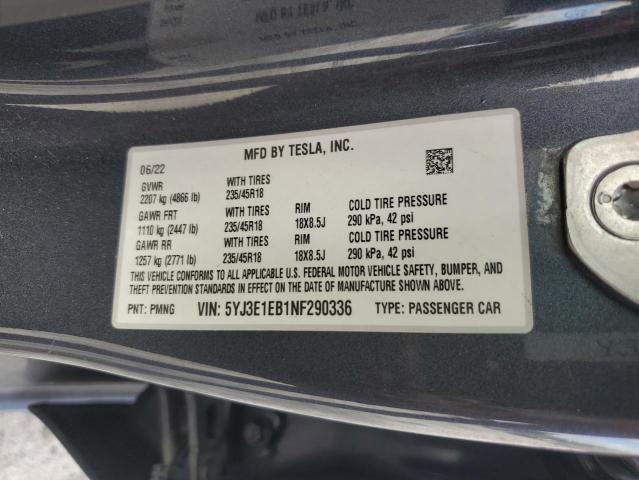 MFD BY TESLA, INC.
MFD BY TESLA, INC.
06/22
GVWR WITH TIRES
2207 kg (4866 lb) 235/45R18
GAWR FRT WITH TIRES RIM COLD TIRE PRESSURE
1110 kg (2447 lb) 235/45R18 18X8.5J 290 kPa, 42 psi
GAWR RR WITH TIRES RIM COLD TIRE PRESSURE
1257 kg (2771 lb) 235/45R18 18X8.5J 290 kPa, 42 psi
THIS VEHICLE CONFORMS TO ALL APPLICABLE U.S. FEDERAL MOTOR VEHICLE SAFETY, BUMPER, AND
THEFT PREVENTION STANDARDS IN EFFECT ON THE DATE OF MANUFACTURE SHOWN ABOVE.
PNT: PMNG VIN: 5YJ3E1EB1NF290336 TYPE: PASSENGER CAR